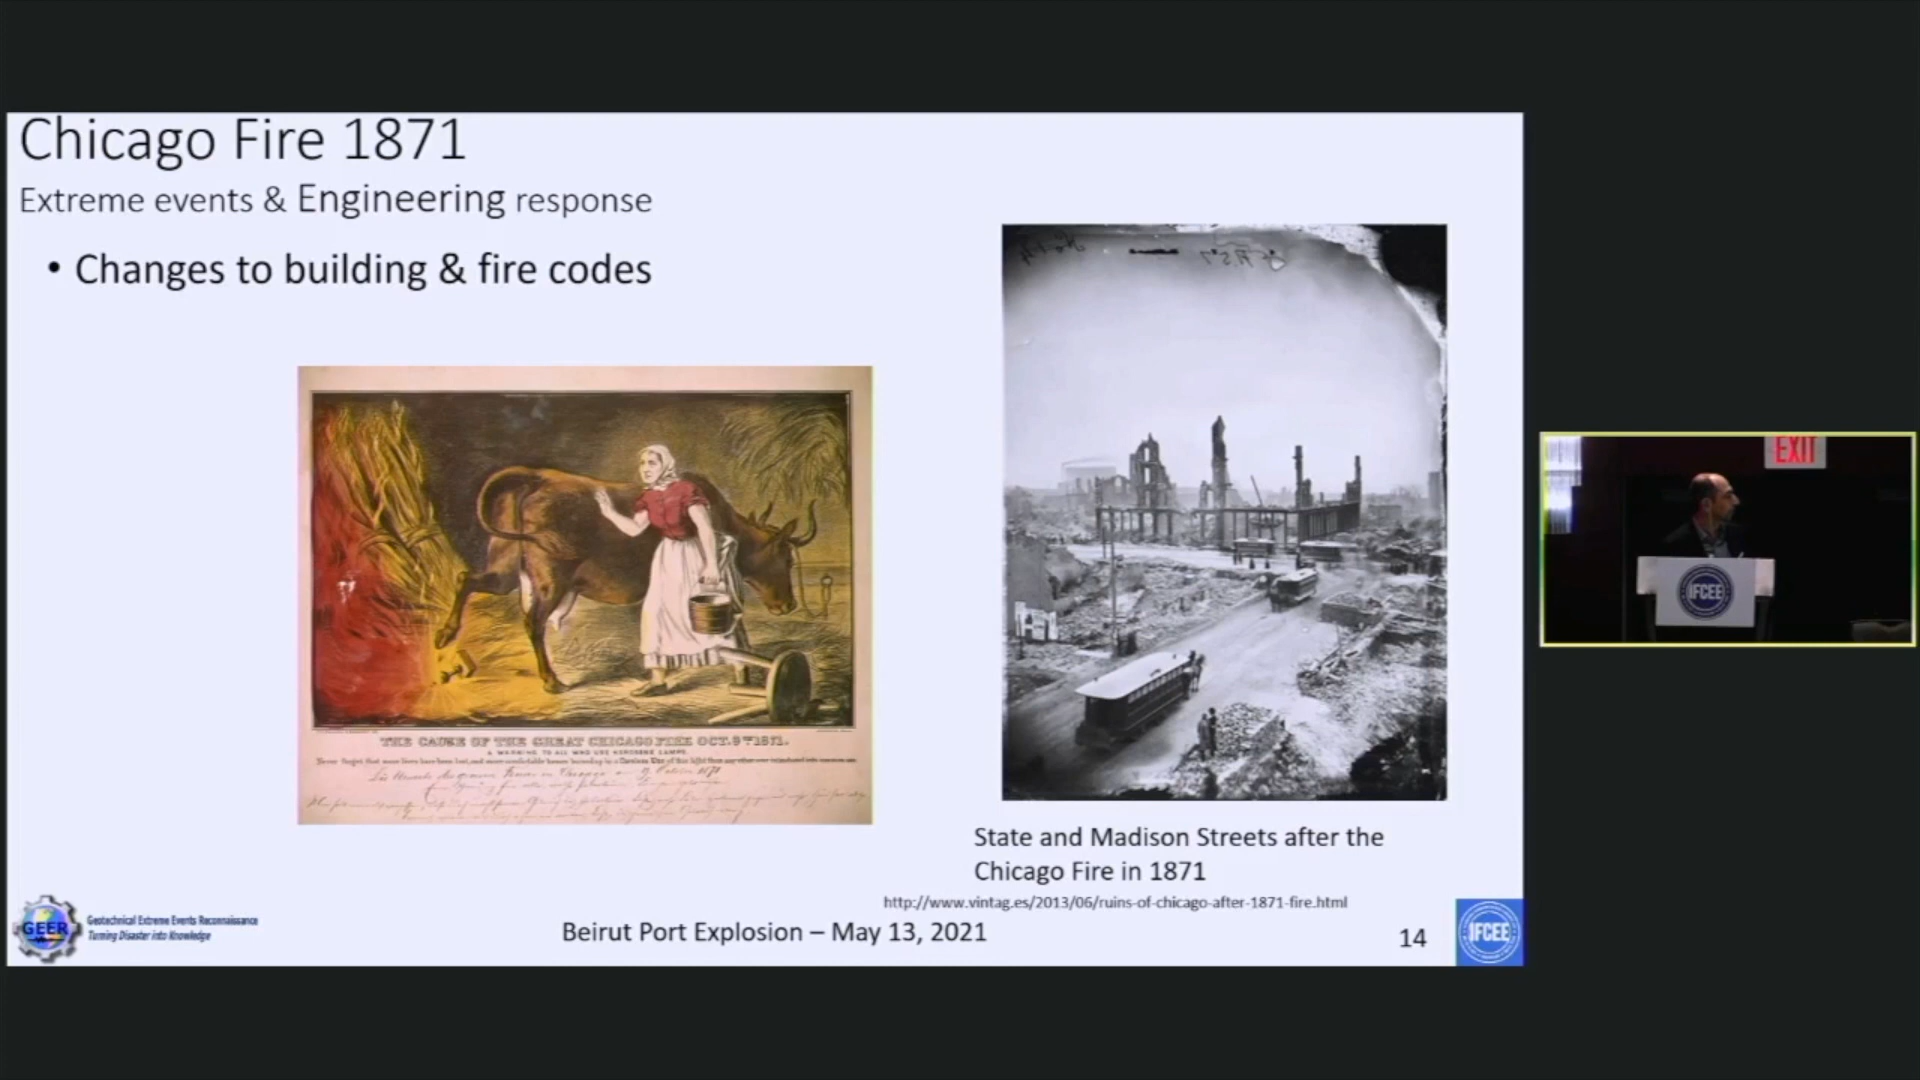 Chicago Fire 1871
Extreme events & Engineering response
• Changes to building & fire codes
EXIT
IFCEE
THE CAUSE OF THE GREAT CHICAGO FIRE OCT. 9TH 1871.
A WARNING TO ALL WHO USE KEROSENE LAMPS.
State and Madison Streets after the
Chicago Fire in 1871
http://www.vintag.es/2013/06/ruins-of-chicago-after-1871-fire.html
GEER
Geotechnical Extreme Events Reconnaissance
Turning Disaster into Knowledge
Beirut Port Explosion – May 13, 2021
14
IFCEE